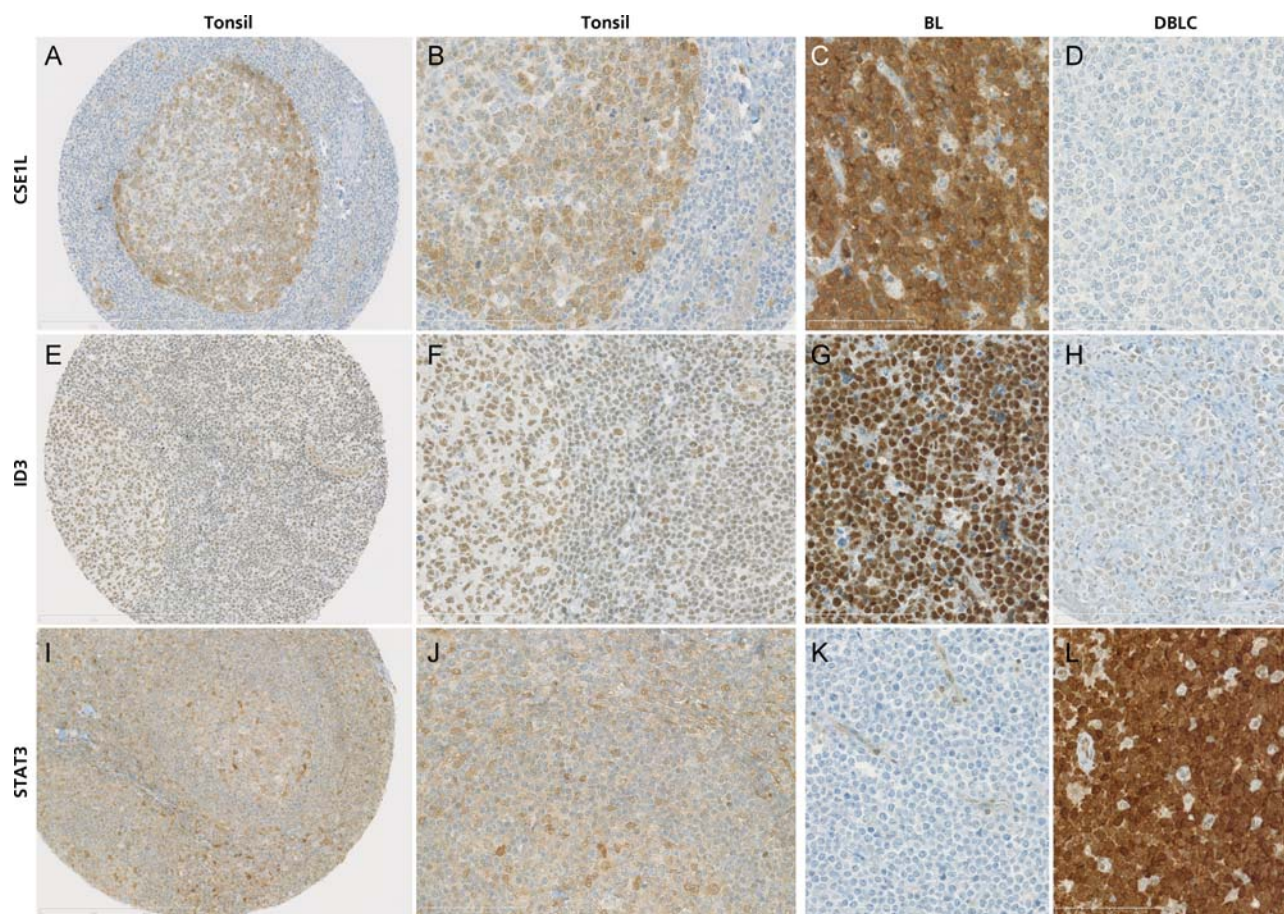 Tonsil Tonsil BL DBLC
A B C D
CSE1L
E F G H
ID3
I J K L
STAT3